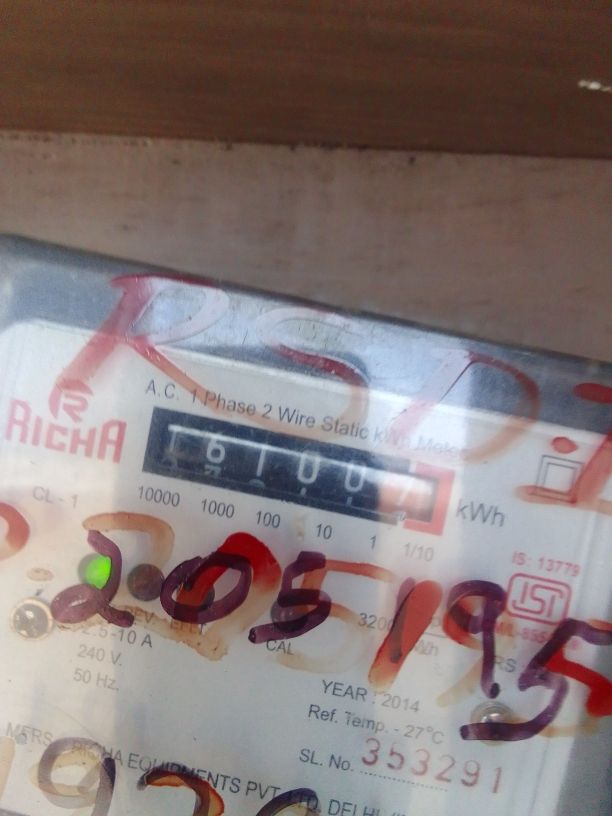 RSD
A.C. 1 Phase 2 Wire Static kWh Meter
RICHA
16100
kWh
CL - 1
10000 1000 100 10 1 1/10
IS: 13779
ISI
205195
3200
2.5-10 A
CAL
240 V.
50 Hz.
YEAR : 2014
Ref. Temp. - 27°C
SL. No. 353291
MFRS RICHA EQUIPMENTS PVT. LTD. DELHI